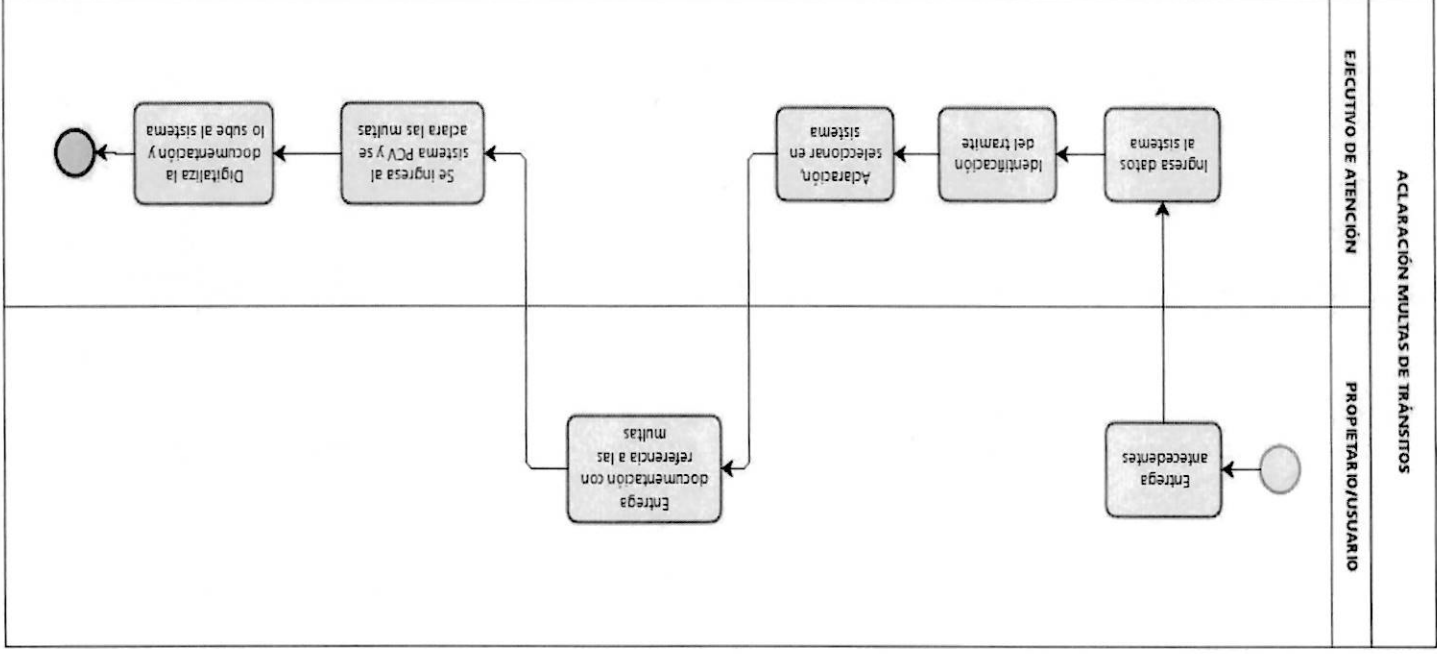 ACLARACIÓN MULTAS DE TRÁNSITOS
PROPIETARIO/USUARIO
Entrega
antecedentes
Entrega
documentación con
referencia a las
multas
EJECUTIVO DE ATENCIÓN
Ingresa datos
al sistema
Identificación
del tramite
Aclaración,
seleccionar en
sistema
Se ingresa al
sistema PCV y se
aclara las multas
Digitaliza la
documentación y
lo sube al sistema